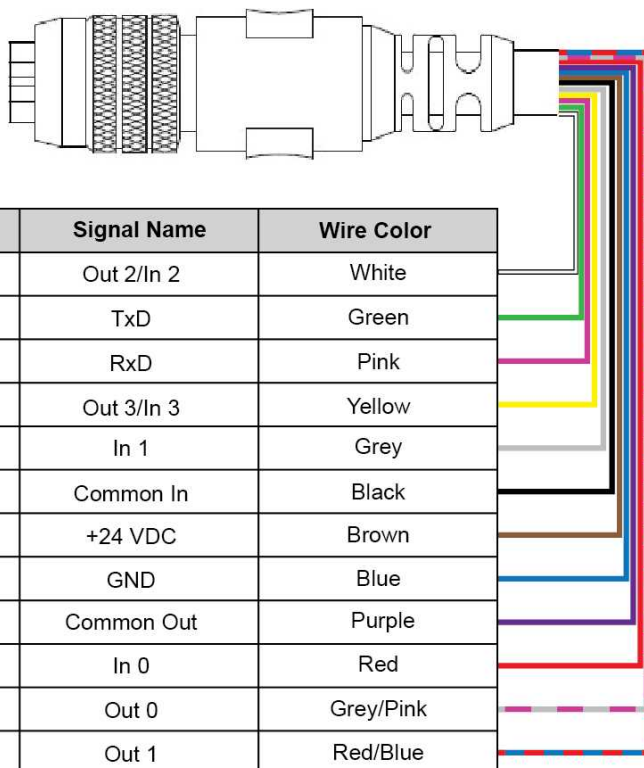 Signal Name Wire Color
Out 2/In 2 White
TxD Green
RxD Pink
Out 3/In 3 Yellow
In 1 Grey
Common In Black
+24 VDC Brown
GND Blue
Common Out Purple
In 0 Red
Out 0 Grey/Pink
Out 1 Red/Blue